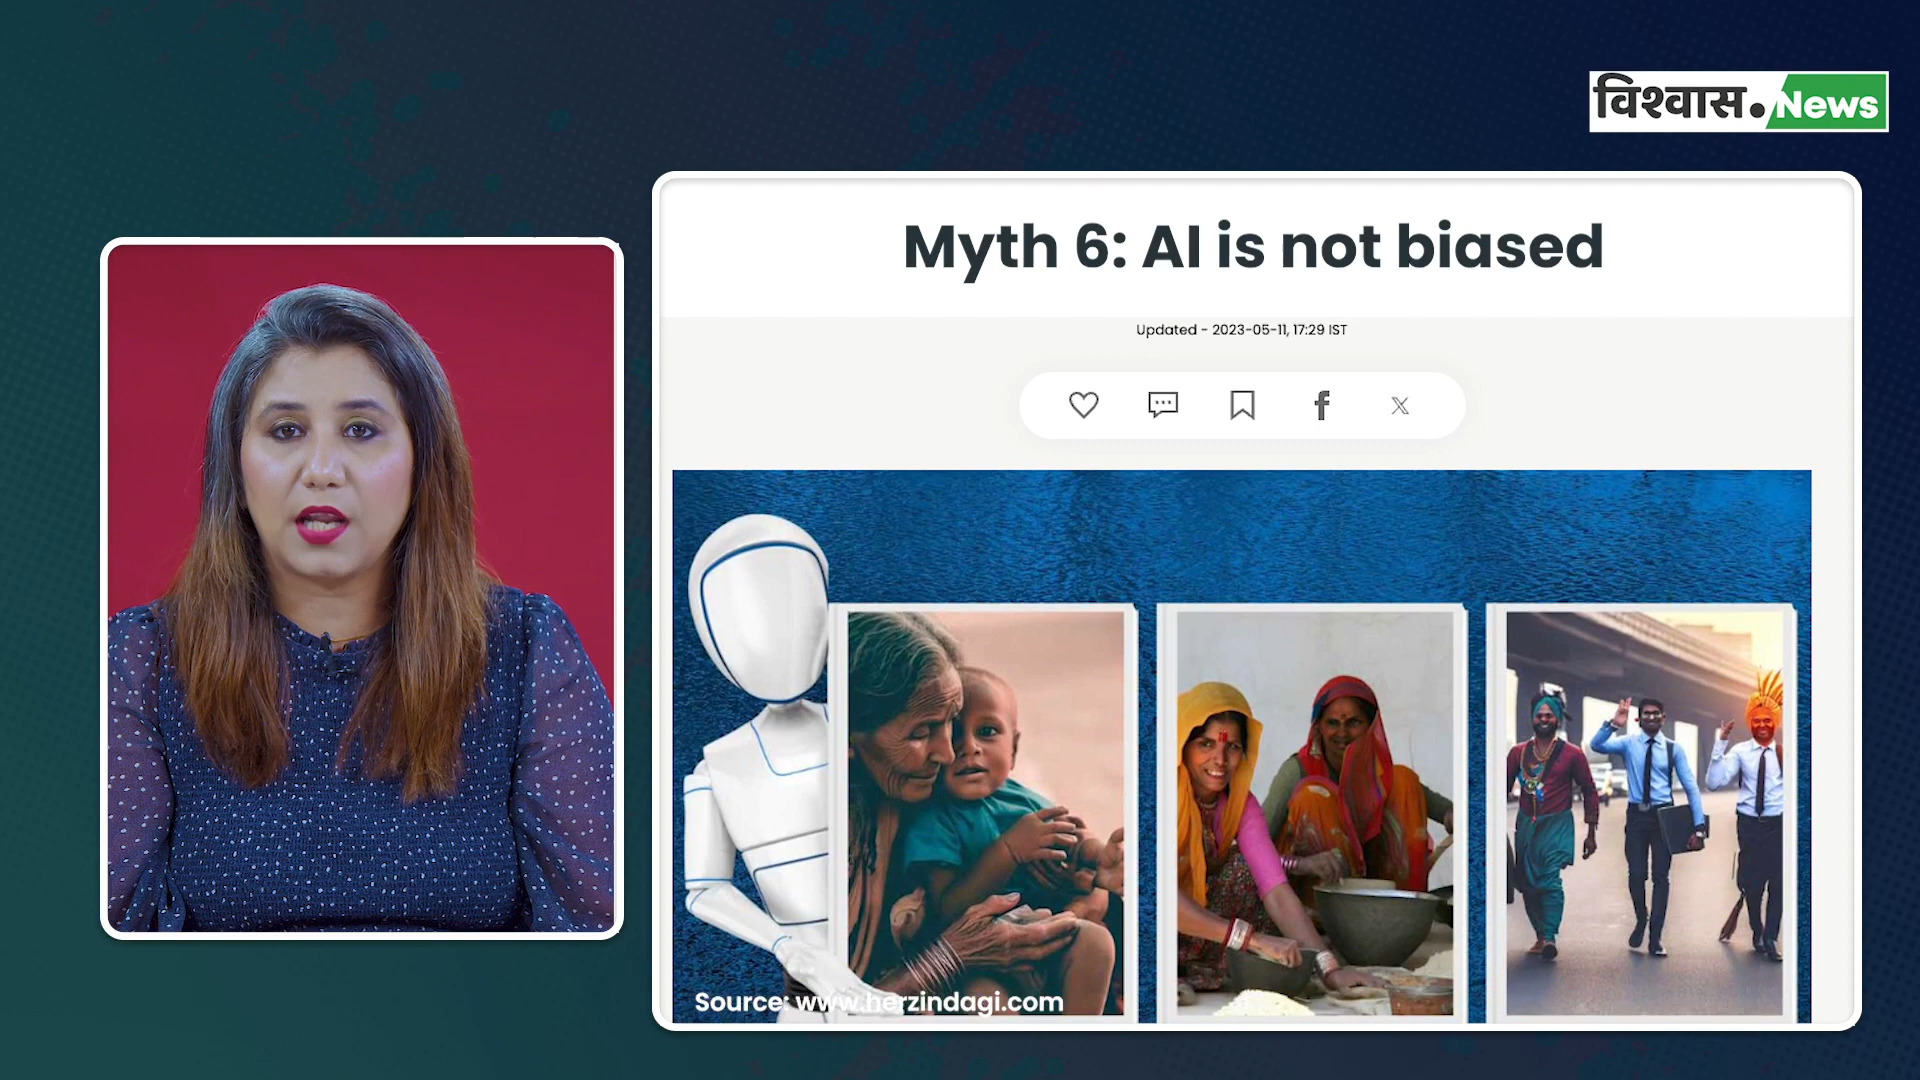 विश्वास.News
Myth 6: AI is not biased
Updated - 2023-05-11, 17:29 IST
Source: www.herzindagi.com